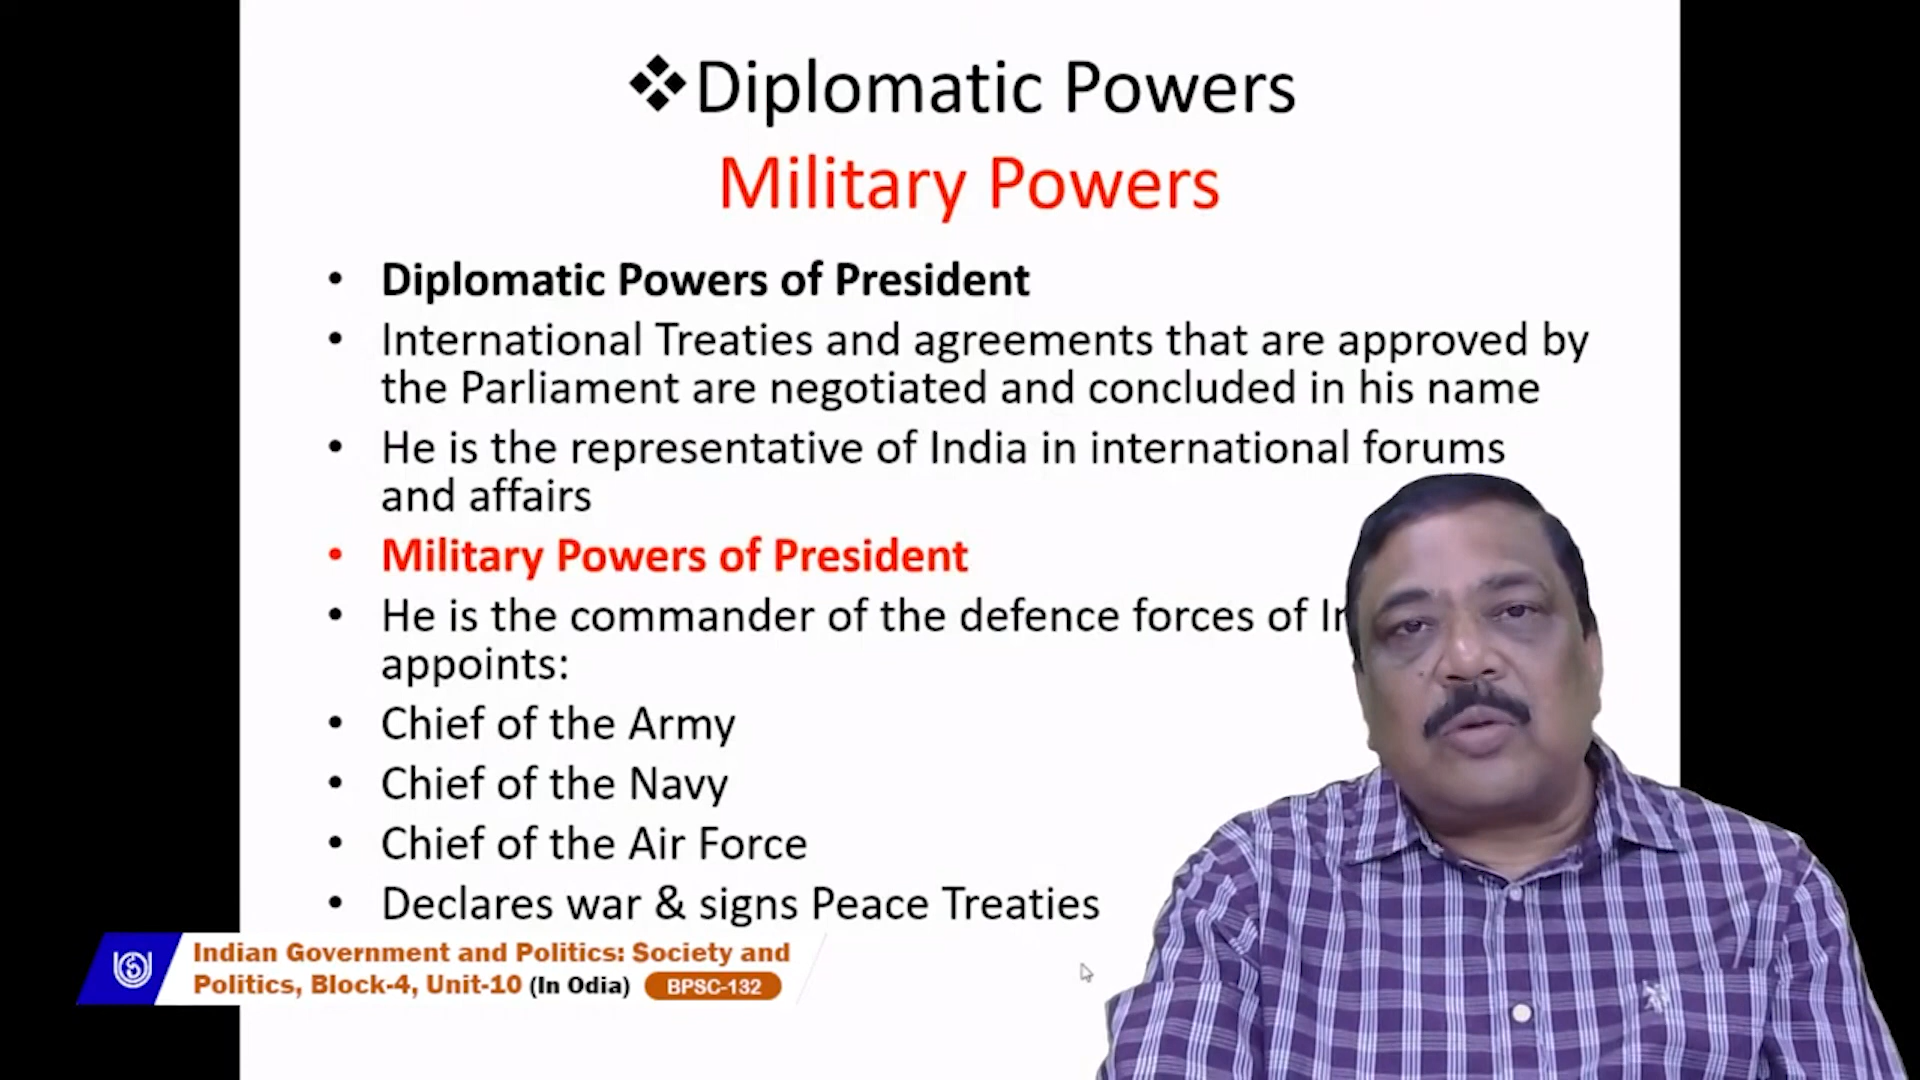 ❖Diplomatic Powers
Military Powers
• Diplomatic Powers of President
• International Treaties and agreements that are approved by
the Parliament are negotiated and concluded in his name
• He is the representative of India in international forums
and affairs
• Military Powers of President
• He is the commander of the defence forces of
appoints:
• Chief of the Army
• Chief of the Navy
• Chief of the Air Force
• Declares war & signs Peace Treaties
Indian Government and Politics: Society and
Politics, Block-4, Unit-10 (In Odia) BPSC-132